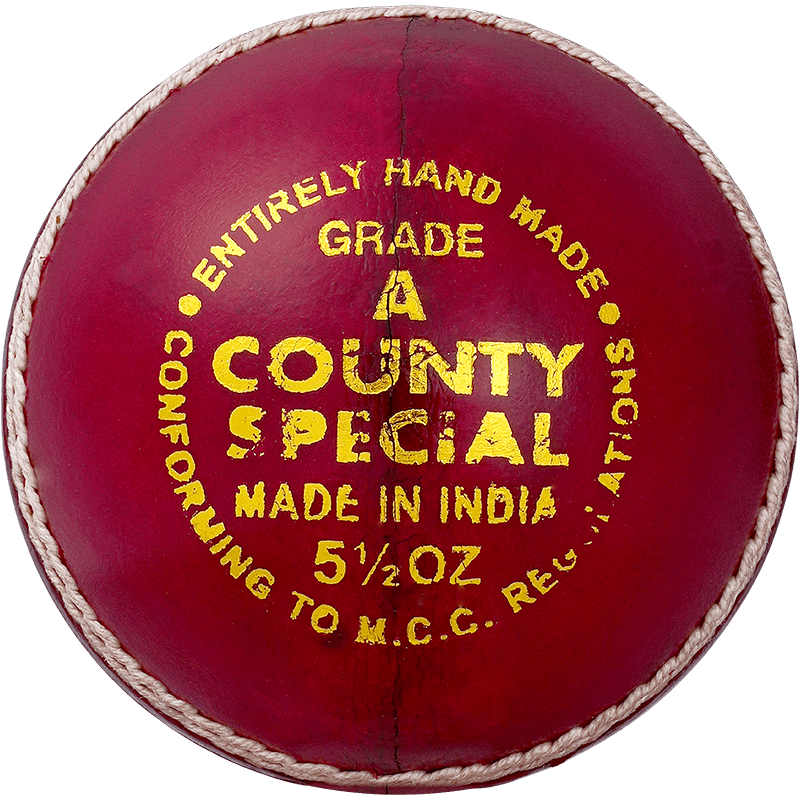 ENTIRELY HAND MADE
GRADE
A
COUNTY
SPECIAL
MADE IN INDIA
5½OZ
CONFORMING TO M.C.C.